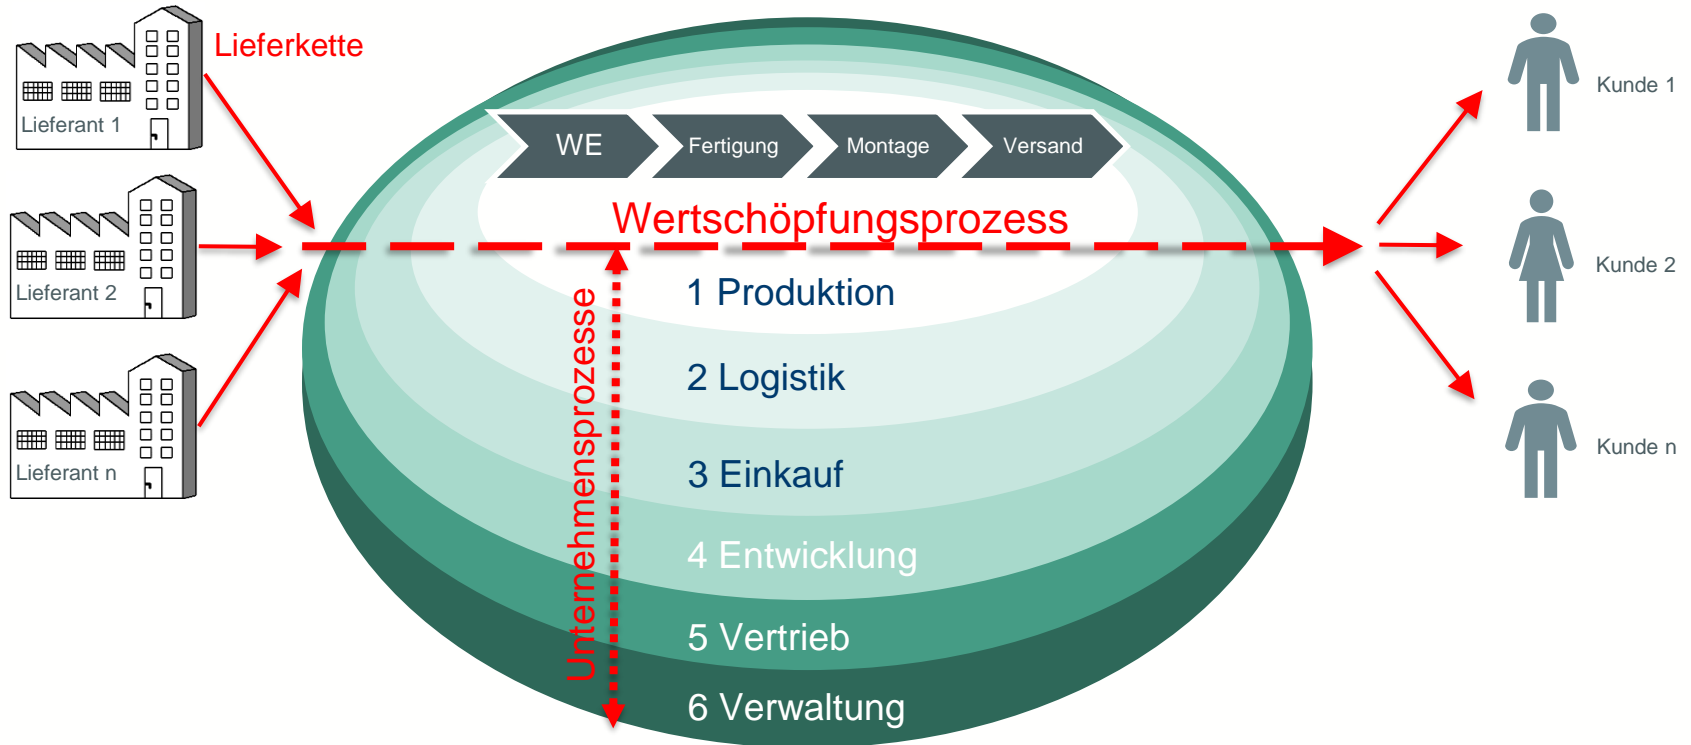 Lieferkette
Lieferant 1
Lieferant 2
Lieferant n
WE
Fertigung
Montage
Versand
Wertschöpfungsprozess
Unternehmensprozesse
1 Produktion
2 Logistik
3 Einkauf
4 Entwicklung
5 Vertrieb
6 Verwaltung
Kunde 1
Kunde 2
Kunde n